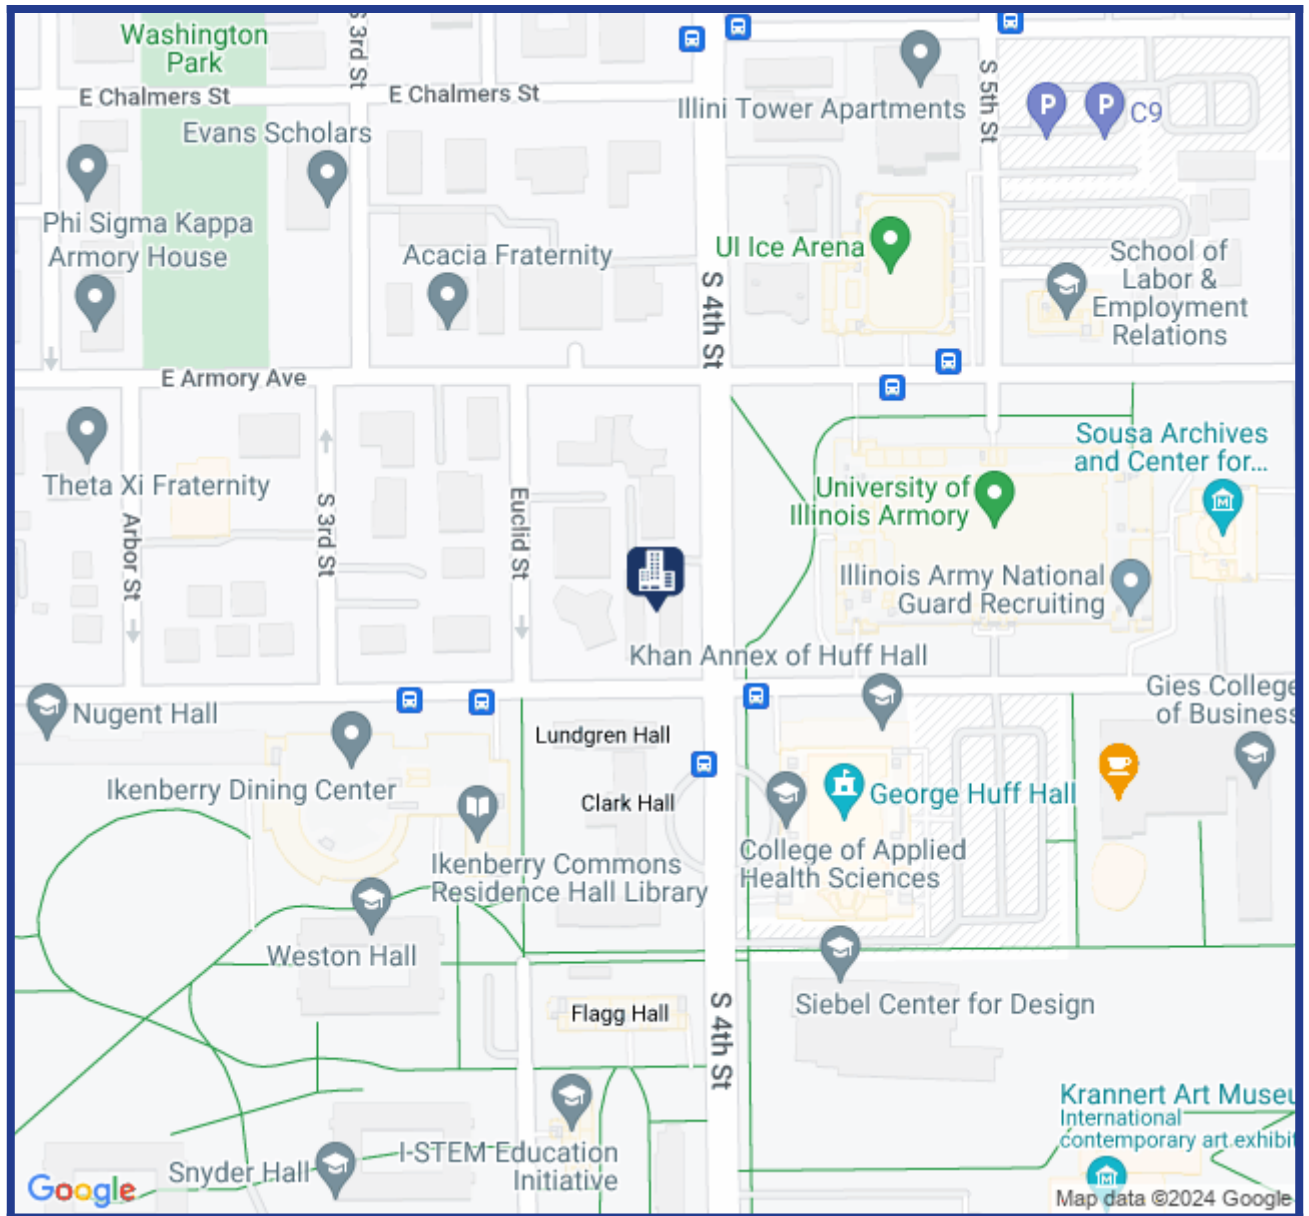 Washington
Park
S 3rd St
E Chalmers St
E Chalmers St
Evans Scholars
Illini Tower Apartments
S 5th St
P
P
C9
Phi Sigma Kappa
Armory House
Acacia Fraternity
UI Ice Arena
School of
Labor &
Employment
Relations
S 4th St
E Armory Ave
Theta Xi Fraternity
Arbor St
S 3rd St
Euclid St
University of
Illinois Armory
Sousa Archives
and Center for...
M
Illinois Army National
Guard Recruiting
Khan Annex of Huff Hall
Nugent Hall
Gies College
of Business
Lundgren Hall
Ikenberry Dining Center
Clark Hall
George Huff Hall
College of Applied
Health Sciences
Ikenberry Commons
Residence Hall Library
Weston Hall
Siebel Center for Design
Flagg Hall
S 4th St
Krannert Art Museu
International
contemporary art exhibit
M
I-STEM Education
Initiative
Snyder Hall
Google
Map data ©2024 Google